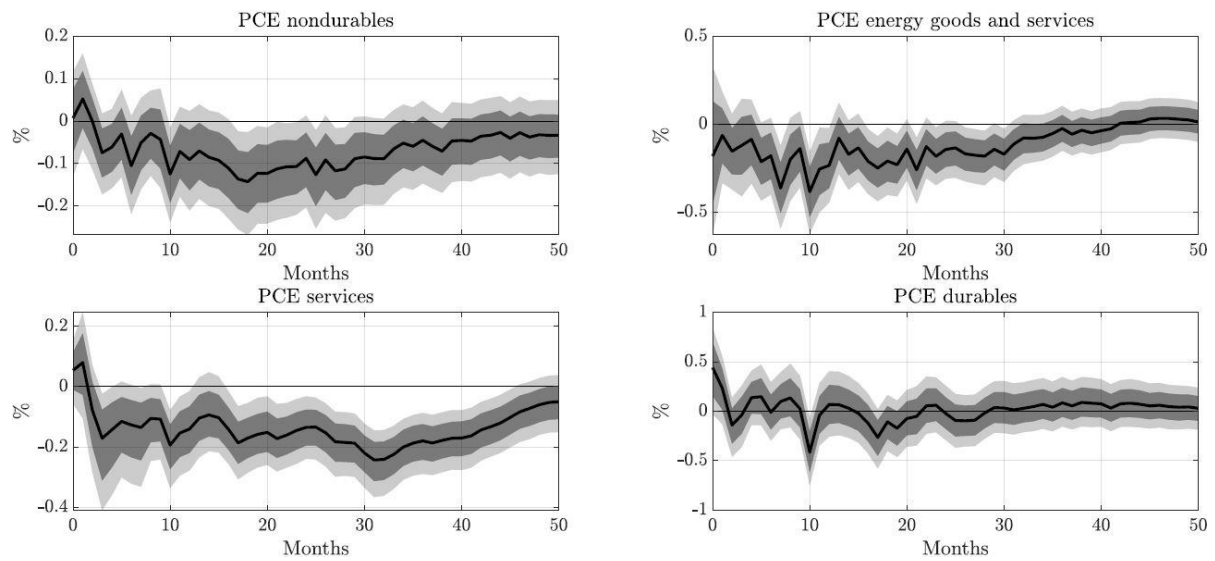 PCE nondurables
0.2
0.1
0
-0.1
-0.2
%
0 10 20 30 40 50
Months
PCE energy goods and services
0.5
0
-0.5
%
0 10 20 30 40 50
Months
PCE services
0.2
0
-0.2
-0.4
%
0 10 20 30 40 50
Months
PCE durables
1
0.5
0
-0.5
-1
%
0 10 20 30 40 50
Months